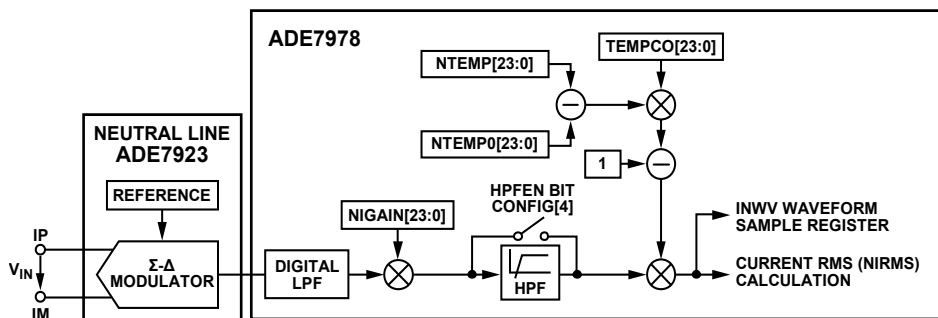 ADE7978
NTEMP[23:0]
TEMPCO[23:0]
NTEMP0[23:0]
1
NEUTRAL LINE
ADE7923
REFERENCE
NIGAIN[23:0]
HPFEN BIT
CONFIG[4]
INWV WAVEFORM
SAMPLE REGISTER
IP
VIN
IM
Σ-Δ
MODULATOR
DIGITAL
LPF
HPF
CURRENT RMS (NIRMS)
CALCULATION